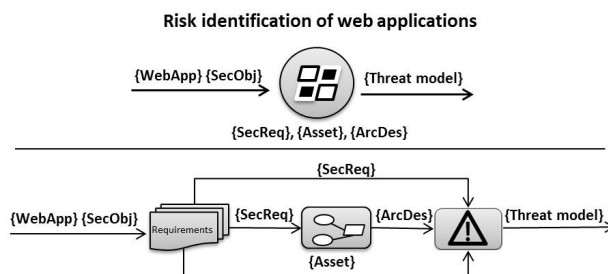 Risk identification of web applications
{WebApp} {SecObj}
{Threat model}
{SecReq}, {Asset}, {ArcDes}
{SecReq}
{WebApp} {SecObj}
Requirements
{SecReq}
{ArcDes}
{Threat model}
{Asset}